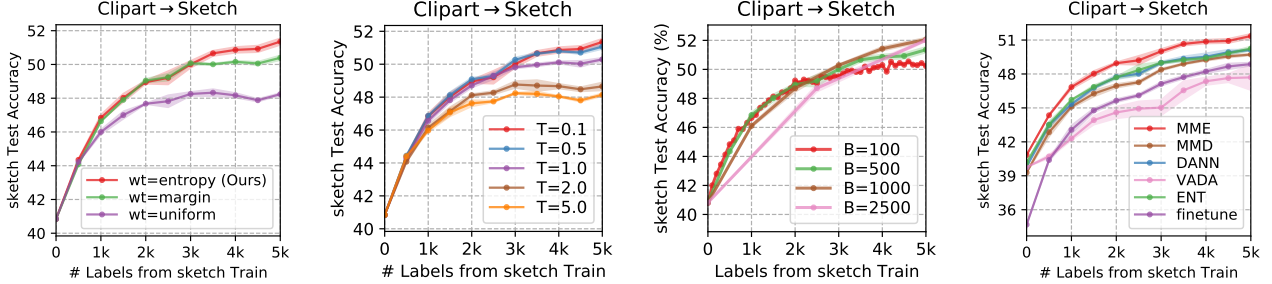 Clipart→Sketch
sketch Test Accuracy
52
50
48
46
44
42
40
wt=entropy (Ours)
wt=margin
wt=uniform
0 1k 2k 3k 4k 5k
# Labels from sketch Train
Clipart→Sketch
sketch Test Accuracy
52
50
48
46
44
42
40
T=0.1
T=0.5
T=1.0
T=2.0
T=5.0
0 1k 2k 3k 4k 5k
# Labels from sketch Train
Clipart→Sketch
sketch Test Accuracy (%)
52
50
48
46
44
42
40
B=100
B=500
B=1000
B=2500
0 1k 2k 3k 4k 5k
Labels from sketch Train
Clipart→Sketch
sketch Test Accuracy
51
48
45
42
39
36
MME
MMD
DANN
VADA
ENT
finetune
0 1k 2k 3k 4k 5k
# Labels from sketch Train